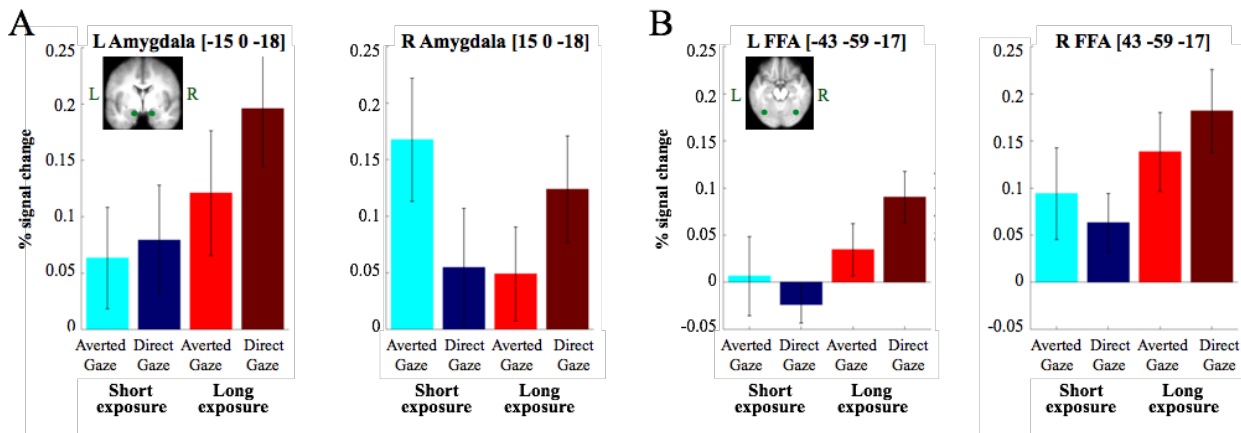 A
L Amygdala [-15 0 -18]
0.25
0.2
0.15
0.1
0.05
0
% signal change
L R
Averted Direct Averted Direct
Gaze Gaze Gaze Gaze
Short Long
exposure exposure
R Amygdala [15 0 -18]
0.25
0.2
0.15
0.1
0.05
0
Averted Direct Averted Direct
Gaze Gaze Gaze Gaze
Short Long
exposure exposure
B
L FFA [-43 -59 -17]
0.25
0.2
0.15
0.1
0.05
0
-0.05
% signal change
L R
Averted Direct Averted Direct
Gaze Gaze Gaze Gaze
Short Long
exposure exposure
R FFA [43 -59 -17]
0.25
0.2
0.15
0.1
0.05
0
-0.05
Averted Direct Averted Direct
Gaze Gaze Gaze Gaze
Short Long
exposure exposure